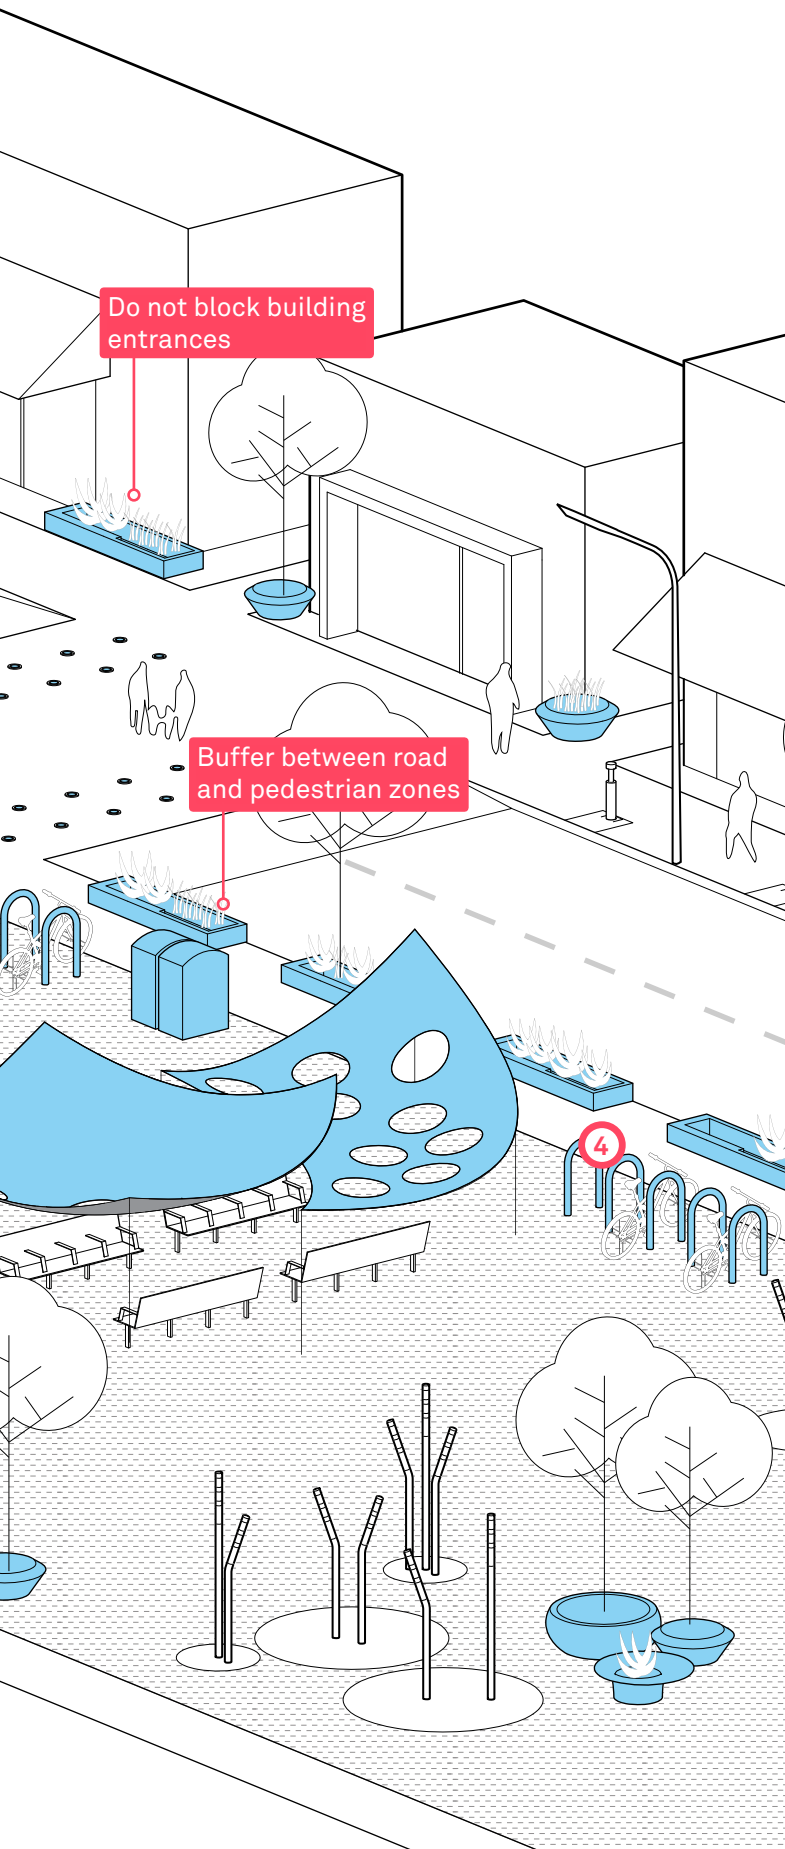 Do not block building
entrances
Buffer between road
and pedestrian zones
4